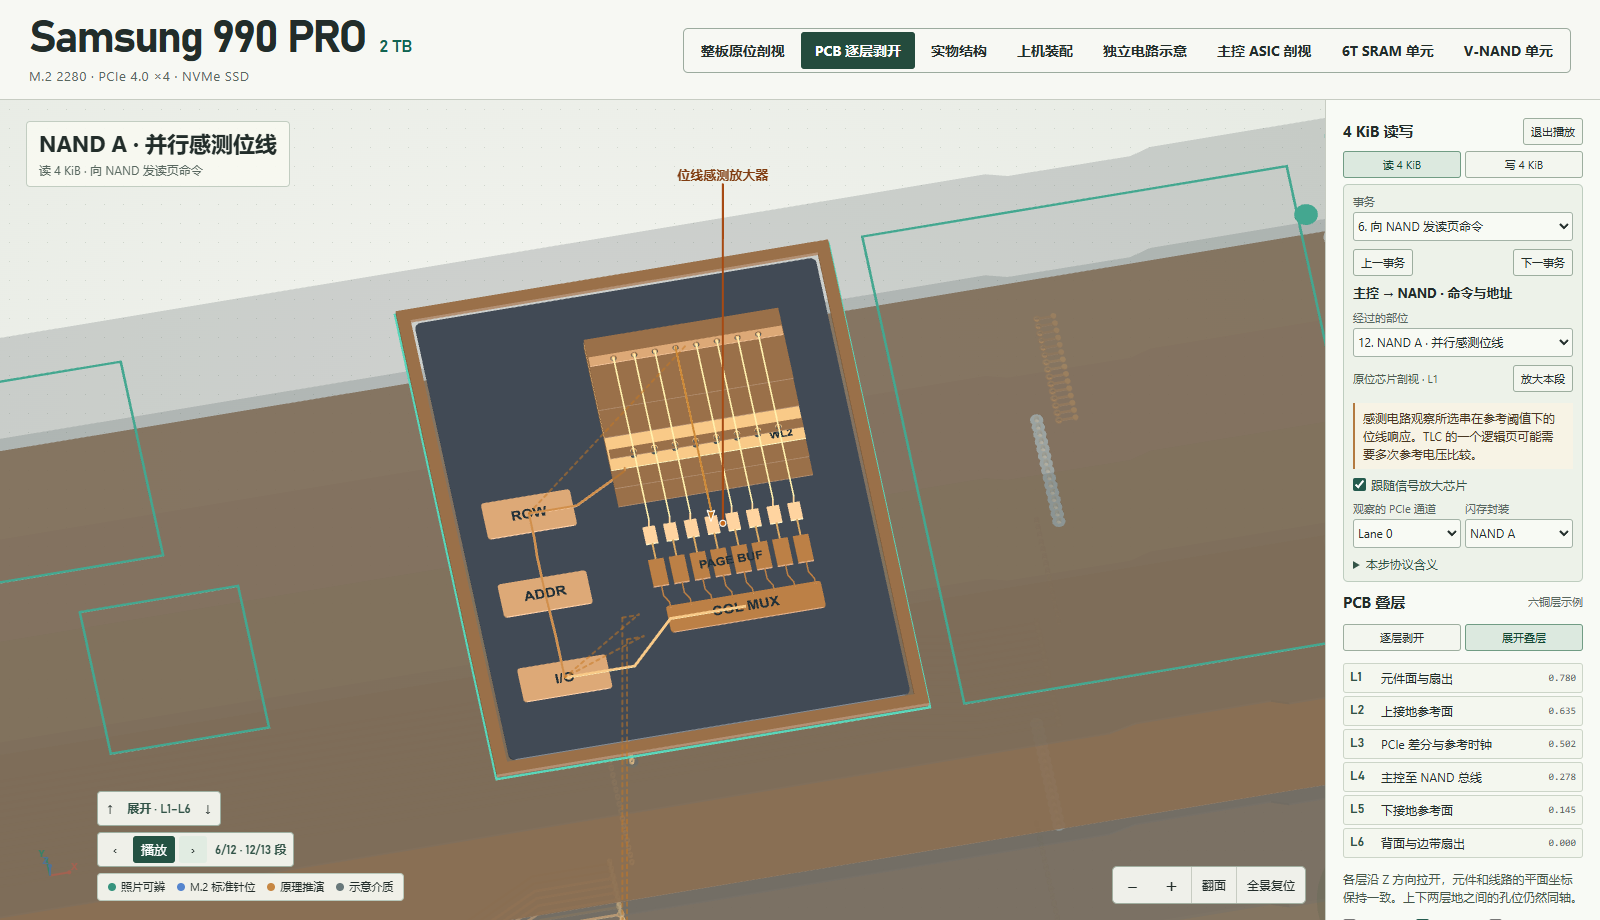 Samsung 990 PRO 2 TB
M.2 2280 · PCIe 4.0 ×4 · NVMe SSD
整板原位剖视
PCB 逐层剥开
实物结构
上机装配
独立电路示意
主控 ASIC 剖视
6T SRAM 单元
V-NAND 单元
NAND A · 并行感测位线
读 4 KiB · 向 NAND 发读页命令
位线感测放大器
WL2
ROW
PAGE BUF
ADDR
COL MUX
I/O
↑ 展开 · L1–L6 ↓
‹ 播放 › 6/12 · 12/13 段
照片可辨 M.2 标准针位 原理推演 示意介质
− + 翻面 全景复位
4 KiB 读写
退出播放
读 4 KiB
写 4 KiB
事务
6. 向 NAND 发读页命令
上一事务
下一事务
主控 → NAND · 命令与地址
经过的部位
12. NAND A · 并行感测位线
原位芯片剖视 · L1
放大本段
感测电路观察所选串在参考阈值下的
位线响应。TLC 的一个逻辑页可能需
要多次参考电压比较。
跟随信号放大芯片
观察的 PCIe 通道 闪存封装
Lane 0 NAND A
本步协议含义
PCB 叠层 六铜层示例
逐层剥开
展开叠层
L1 元件面与扇出 0.780
L2 上接地参考面 0.635
L3 PCIe 差分与参考时钟 0.502
L4 主控至 NAND 总线 0.278
L5 下接地参考面 0.145
L6 背面与边带扇出 0.000
各层沿 Z 方向拉开，元件和线路的平面坐标
保持一致。上下两层地之间的孔位仍然同轴。